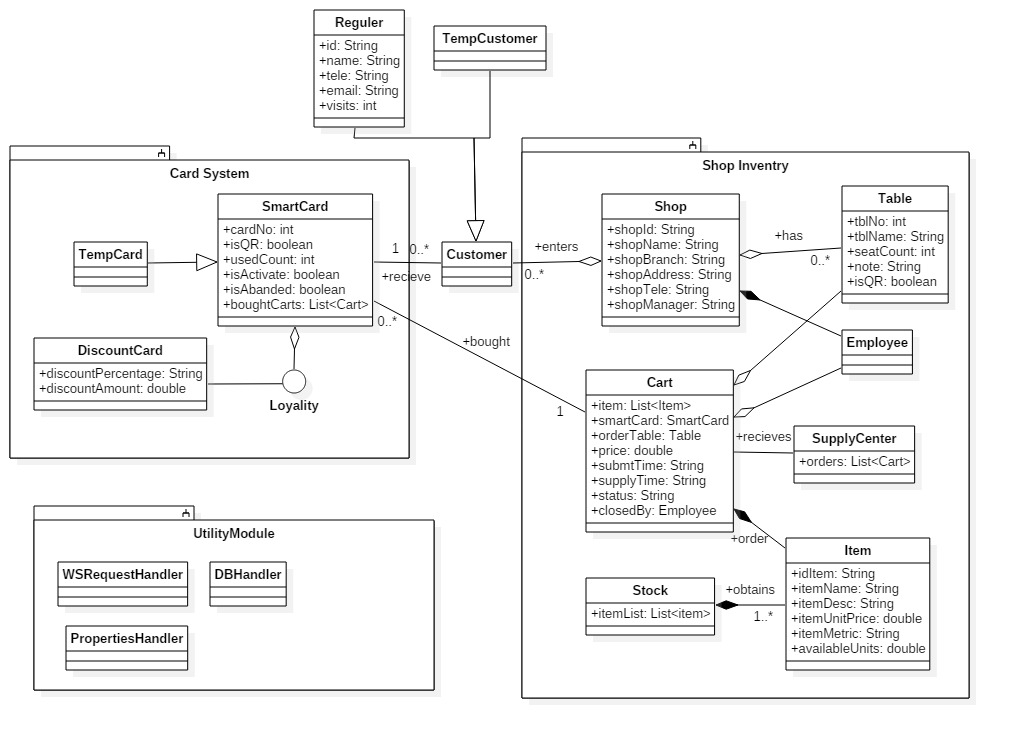 Reguler
+id: String
+name: String
+tele: String
+email: String
+visits: int
TempCustomer
Card System
SmartCard
+cardNo: int
+isQR: boolean
+usedCount: int
+isActivate: boolean
+isAbanded: boolean
+boughtCarts: List<Cart>
TempCard
DiscountCard
+discountPercentage: String
+discountAmount: double
Loyality
1
0..*
+recieve
Customer
+enters
0..*
0..*
+bought
1
Shop Inventry
Shop
+shopId: String
+shopName: String
+shopBranch: String
+shopAddress: String
+shopTele: String
+shopManager: String
+has
0..*
Table
+tblNo: int
+tblName: String
+seatCount: int
+note: String
+isQR: boolean
Employee
Cart
+item: List<Item>
+smartCard: SmartCard
+orderTable: Table
+price: double
+submtTime: String
+supplyTime: String
+status: String
+closedBy: Employee
+recieves
SupplyCenter
+orders: List<Cart>
+order
Item
+idItem: String
+itemName: String
+itemDesc: String
+itemUnitPrice: double
+itemMetric: String
+availableUnits: double
Stock
+itemList: List<item>
+obtains
1..*
UtilityModule
WSRequestHandler
DBHandler
PropertiesHandler